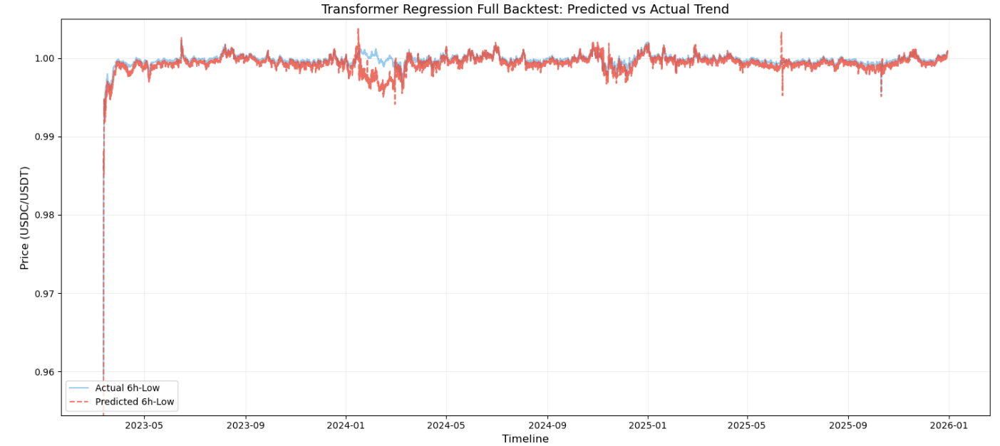 Transformer Regression Full Backtest: Predicted vs Actual Trend
Price (USDC/USDT)
1.00
0.99
0.98
0.97
0.96
Actual 6h-Low
Predicted 6h-Low
2023-05 2023-09 2024-01 2024-05 2024-09 2025-01 2025-05 2025-09 2026-01
Timeline